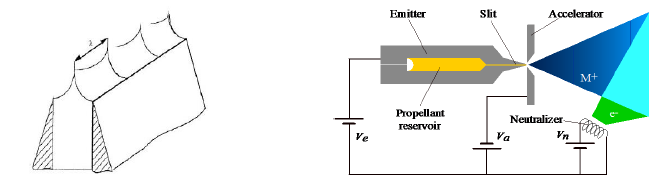 λ
Emitter
Slit
Accelerator
M+
Propellant
reservoir
Neutralizer
e-
Ve
Va
Vn